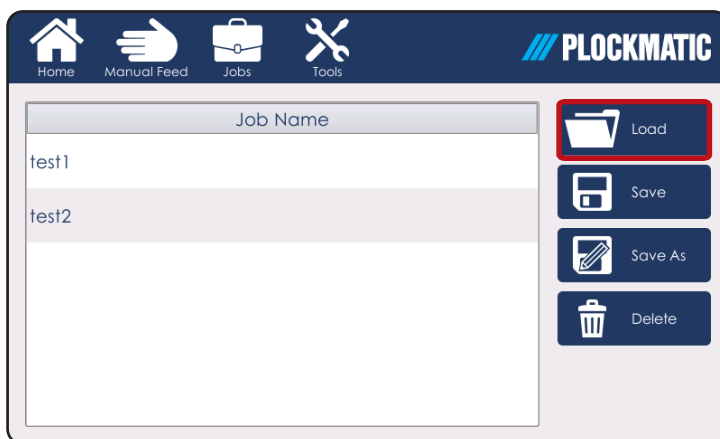 Home Manual Feed Jobs Tools PLOCKMATIC
Job Name
test1
test2
Load
Save
Save As
Delete